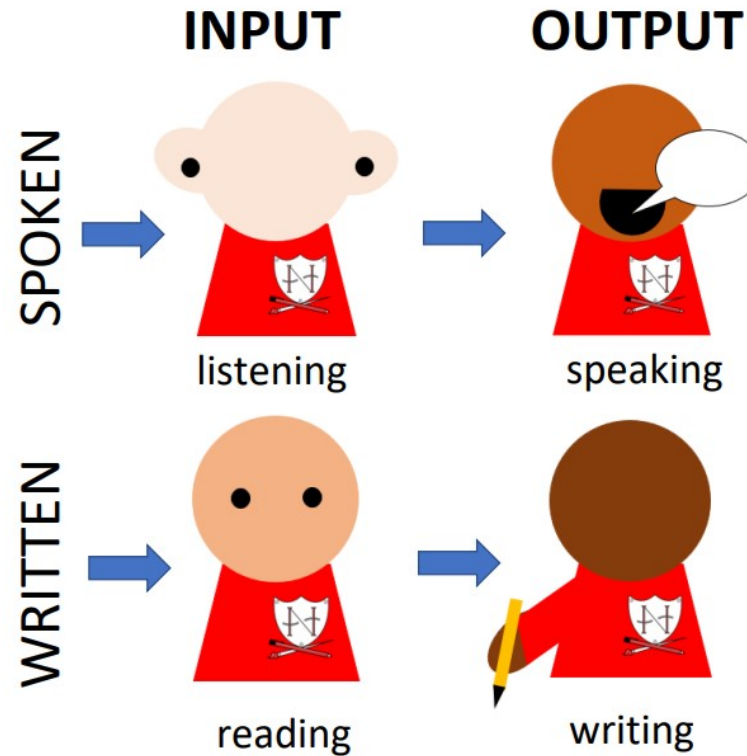 INPUT OUTPUT
SPOKEN
N N
listening speaking
WRITTEN
N N
reading writing